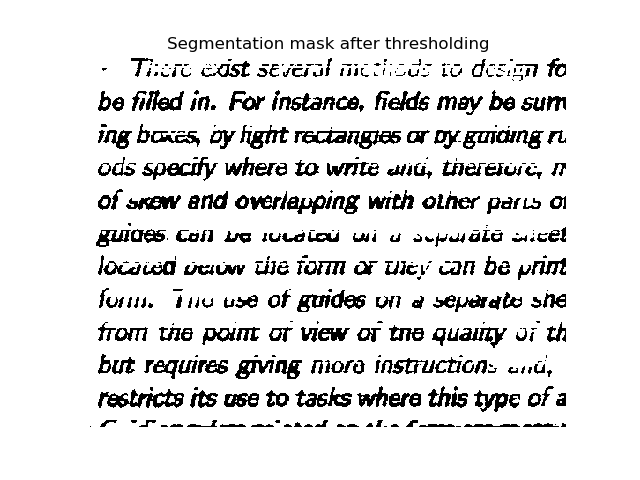 Segmentation mask after thresholding
There exist several methods to design fo
be filled in. For instance, fields may be surr
ing boxes, by light rectangles or by guiding ru
ods specify where to write and, therefore, m
of skew and overlapping with other parts of
guides can be located on a separate sheet
located below the form or they can be print
form. The use of guides on a separate she
from the point of view of the quality of th
but requires giving more instructions and,
restricts its use to tasks where this type of a